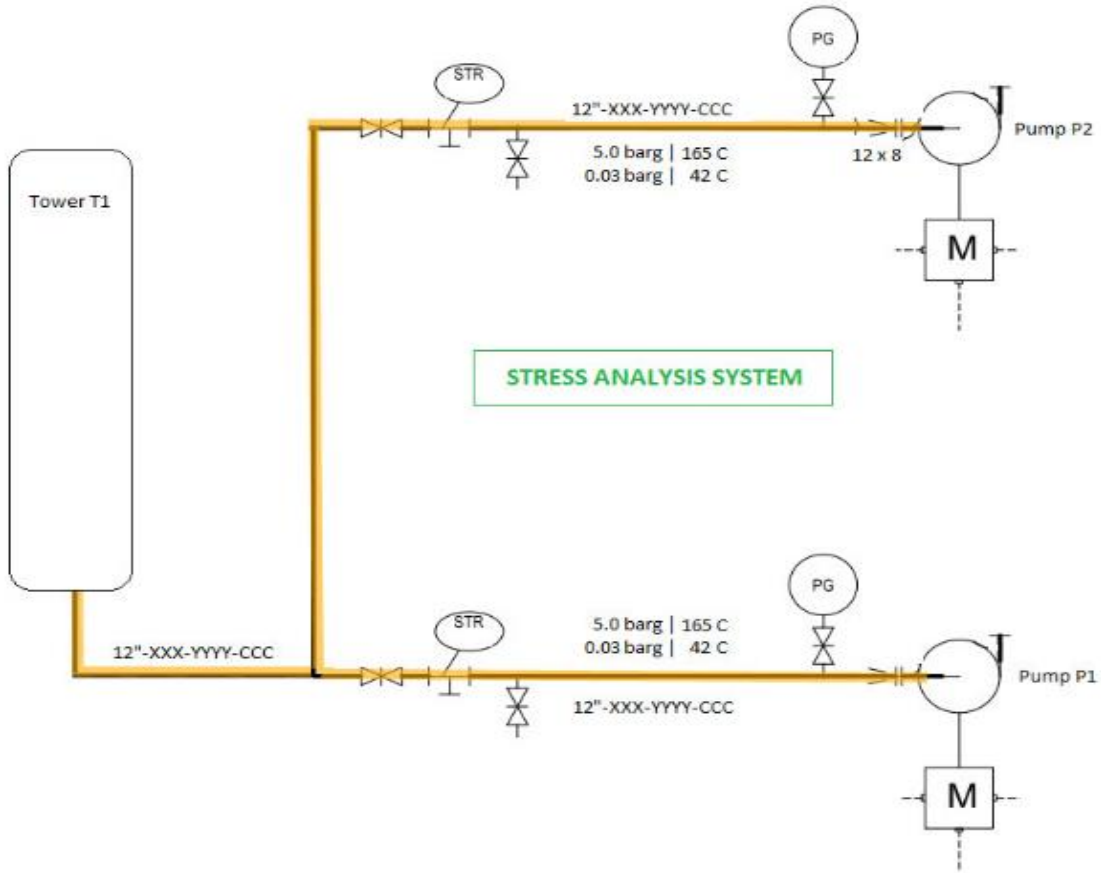 PG
STR
12"-XXX-YYYY-CCC
Pump P2
5.0 barg | 165 C
0.03 barg | 42 C
12 x 8
Tower T1
M
STRESS ANALYSIS SYSTEM
PG
STR
5.0 barg | 165 C
0.03 barg | 42 C
12"-XXX-YYYY-CCC
Pump P1
12"-XXX-YYYY-CCC
M